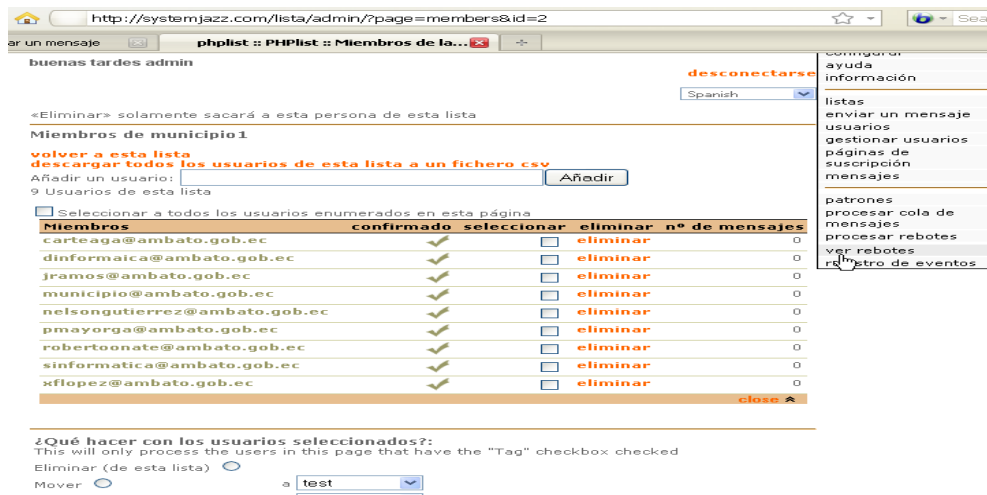 http://systemjazz.com/lista/admin/?page=members&id=2
Sea
ar un mensaje
phplist :: PHPlist :: Miembros de la...
buenas tardes admin
desconectarse
Spanish
«Eliminar» solamente sacará a esta persona de esta lista
Miembros de municipio1
volver a esta lista
descargar todos los usuarios de esta lista a un fichero csv
Añadir un usuario: Añadir
9 Usuarios de esta lista
Seleccionar a todos los usuarios enumerados en esta página
Miembros confirmado seleccionar eliminar nº de mensajes
carteaga@ambato.gob.ec eliminar 0
dinformaica@ambato.gob.ec eliminar 0
jramos@ambato.gob.ec eliminar 0
municipio@ambato.gob.ec eliminar 0
nelsongutierrez@ambato.gob.ec eliminar 0
pmayorga@ambato.gob.ec eliminar 0
robertoonate@ambato.gob.ec eliminar 0
sinformatica@ambato.gob.ec eliminar 0
xflopez@ambato.gob.ec eliminar 0
close
¿Qué hacer con los usuarios seleccionados?:
This will only process the users in this page that have the "Tag" checkbox checked
Eliminar (de esta lista)
Mover a test
configurar
ayuda
información
listas
enviar un mensaje
usuarios
gestionar usuarios
páginas de
suscripción
mensajes
patrones
procesar cola de
mensajes
procesar rebotes
ver rebotes
de eventos